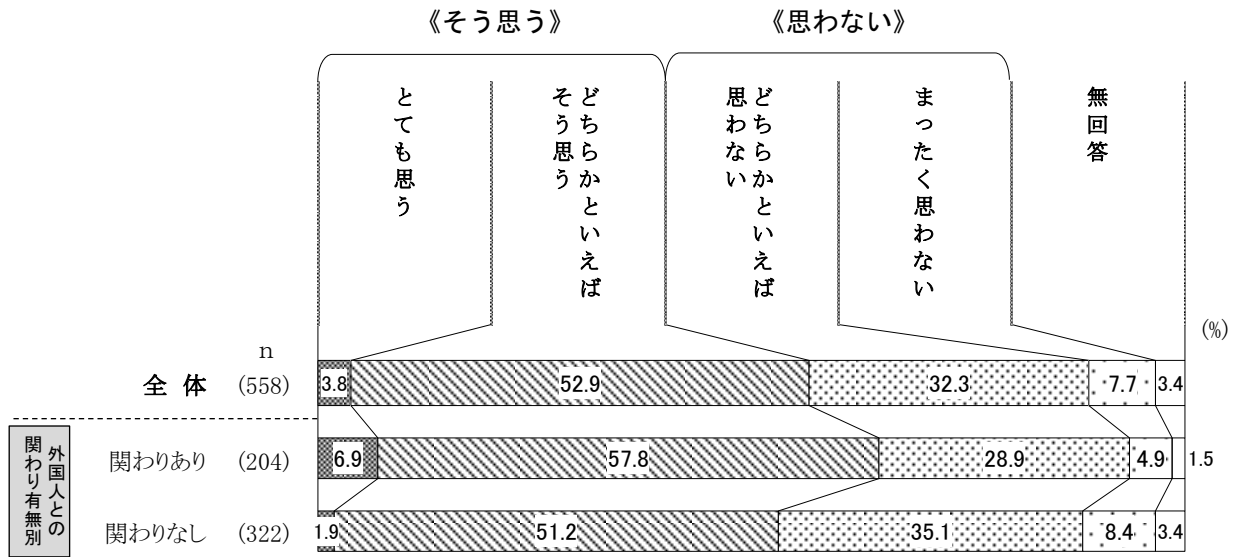 《そう思う》 《思わない》
とても思う
どちらかといえば
そう思う
どちらかといえば
思わない
まったく思わない
無回答
(%)
n
全 体 (558) 3.8 52.9 32.3 7.7 3.4
外国人との
関わり有無別
関わりあり (204) 6.9 57.8 28.9 4.9 1.5
関わりなし (322) 1.9 51.2 35.1 8.4 3.4